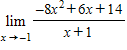 lim x→-1 (-8x²+6x+14)/(x+1)